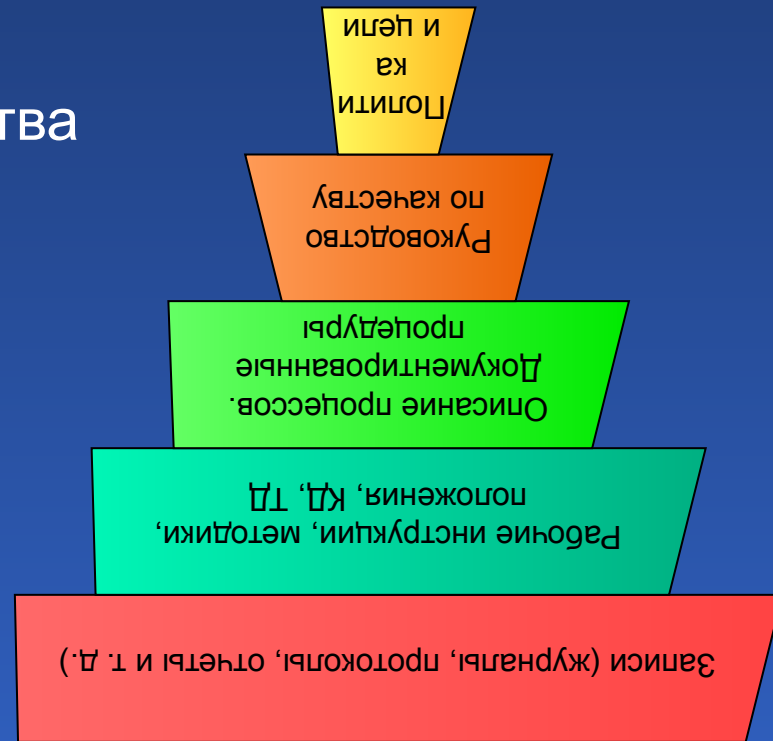 тва
Полити
ка
и цели
Руководство
по качеству
Описание процессов.
Документированные
процедуры
Рабочие инструкции, методики,
положения, КД, ТД
Записи (журналы, протоколы, отчеты и т. д.)